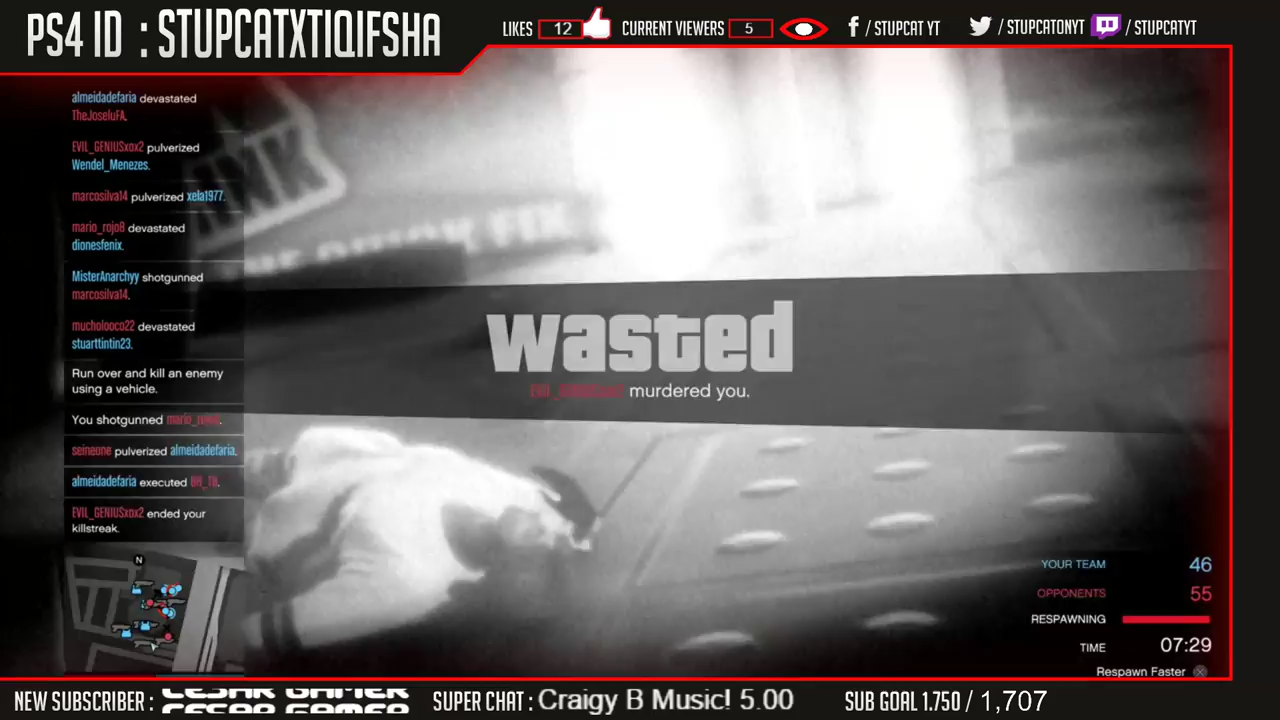 PS4 ID : STUPCATXTIQIFSHA
LIKES 12 CURRENT VIEWERS 5 f / STUPCAT YT / STUPCATONYT / STUPCATYT
almeidadefaria devastated
TheJoseluFA.
EVIL_GENIUSxox2 pulverized
Wendel_Menezes.
marcosilva14 pulverized xela1977.
mario_rojo8 devastated
dionesfenix.
MisterAnarchyy shotgunned
marcosilva14.
mucholooco22 devastated
stuarttintin23.
Run over and kill an enemy
using a vehicle.
You shotgunned mario_rojo8.
seineone pulverized almeidadefaria.
almeidadefaria executed
EVIL_GENIUSxox2 ended your
killstreak.
N
wasted
EVIL_GENIUSxox2 murdered you.
YOUR TEAM 46
OPPONENTS 55
RESPAWNING
TIME 07:29
Respawn Faster
NEW SUBSCRIBER : CESAR GAMER SUPER CHAT : Craigy B Music! 5.00 SUB GOAL 1.750 / 1,707